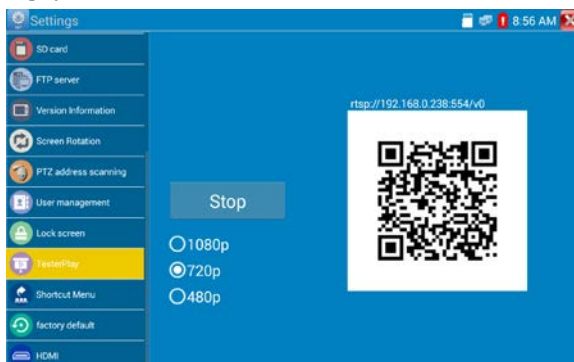 Settings
8:56 AM
SD card
FTP server
Version Information
Screen Rotation
PTZ address scanning
User management
Lock screen
TesterPlay
Shortcut Menu
factory default
HDMI
rtsp://192.168.0.238:554/v0
Stop
1080p
720p
480p